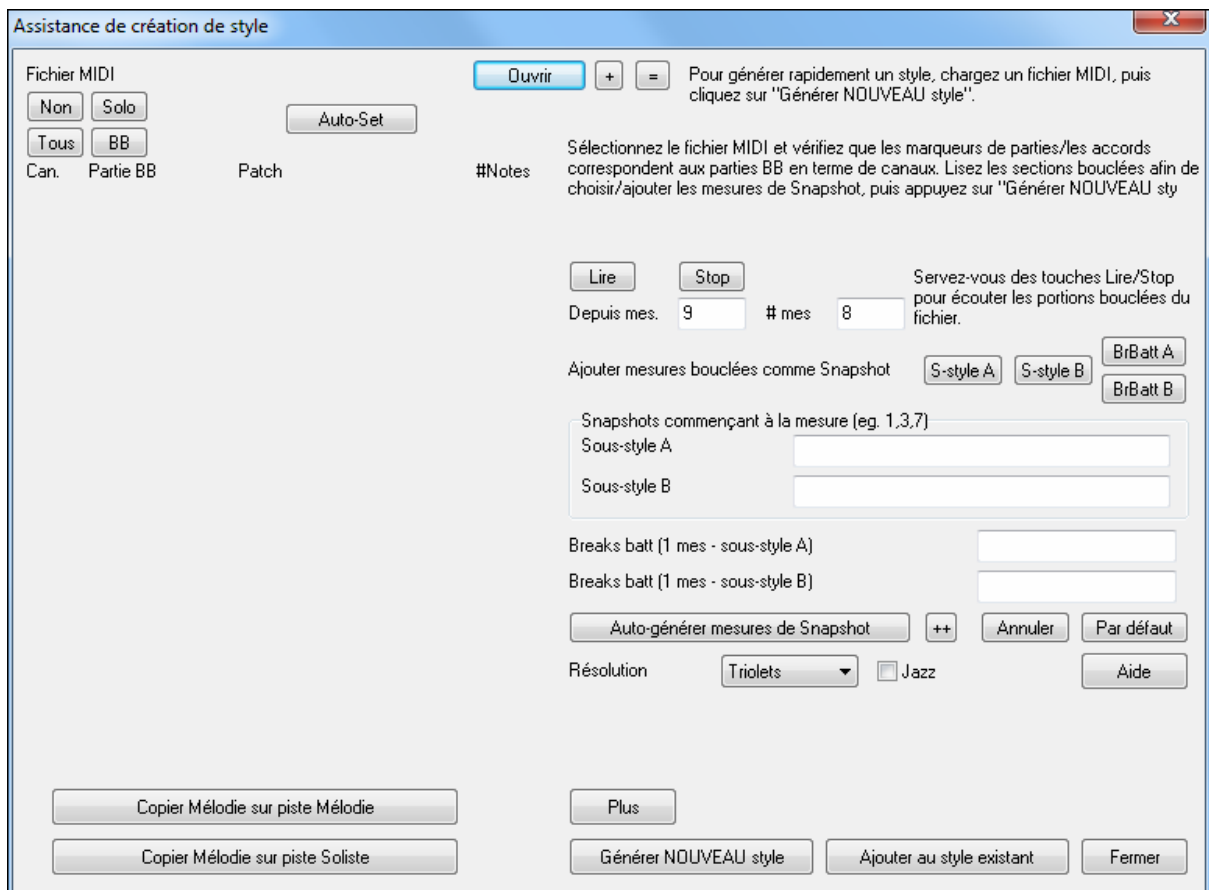 Assistance de création de style
Fichier MIDI
Non Solo
Tous BB
Auto-Set
Can. Partie BB Patch #Notes
Ouvrir + =
Pour générer rapidement un style, chargez un fichier MIDI, puis
cliquez sur "Générer NOUVEAU style".
Sélectionnez le fichier MIDI et vérifiez que les marqueurs de parties/les accords
correspondent aux parties BB en terme de canaux. Lisez les sections bouclées afin de
choisir/ajouter les mesures de Snapshot, puis appuyez sur "Générer NOUVEAU sty
Lire Stop
Servez-vous des touches Lire/Stop
pour écouter les portions bouclées du
fichier.
Depuis mes. 9 # mes 8
Ajouter mesures bouclées comme Snapshot S-style A S-style B
BrBatt A
BrBatt B
Snapshots commençant à la mesure (eg. 1,3,7)
Sous-style A
Sous-style B
Breaks batt (1 mes - sous-style A)
Breaks batt (1 mes - sous-style B)
Auto-générer mesures de Snapshot ++ Annuler Par défaut
Résolution Triolets Jazz Aide
Copier Mélodie sur piste Mélodie
Plus
Copier Mélodie sur piste Soliste
Générer NOUVEAU style Ajouter au style existant Fermer